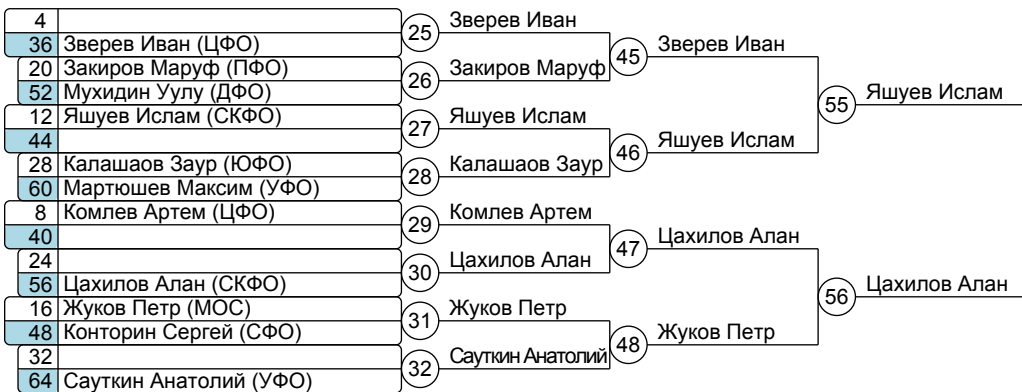 4
36 Зверев Иван (ЦФО)
25 Зверев Иван
20 Закиров Маруф (ПФО)
52 Мухидин Уулу (ДФО)
26 Закиров Маруф
45 Зверев Иван
12 Яшуев Ислам (СКФО)
44
27 Яшуев Ислам
28 Калашаов Заур (ЮФО)
60 Мартюшев Максим (УФО)
28 Калашаов Заур
46 Яшуев Ислам
55 Яшуев Ислам
8 Комлев Артем (ЦФО)
40
29 Комлев Артем
24
56 Цахилов Алан (СКФО)
30 Цахилов Алан
47 Цахилов Алан
16 Жуков Петр (МОС)
48 Конторин Сергей (СФО)
31 Жуков Петр
32
64 Сауткин Анатолий (УФО)
32 Сауткин Анатолий
48 Жуков Петр
56 Цахилов Алан